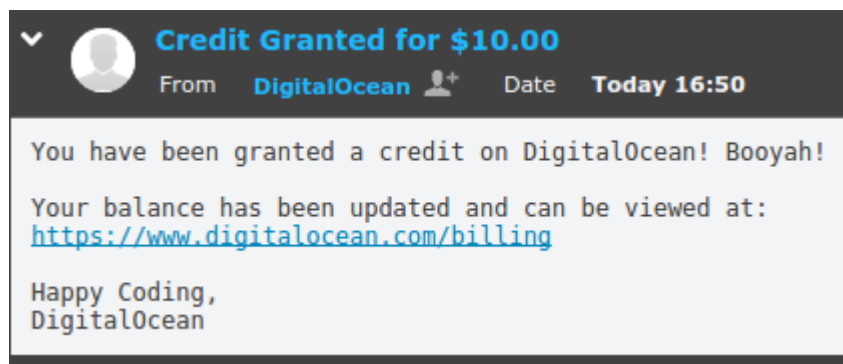 Credit Granted for $10.00
From DigitalOcean Date Today 16:50
You have been granted a credit on DigitalOcean! Booyah!
Your balance has been updated and can be viewed at:
https://www.digitalocean.com/billing
Happy Coding,
DigitalOcean